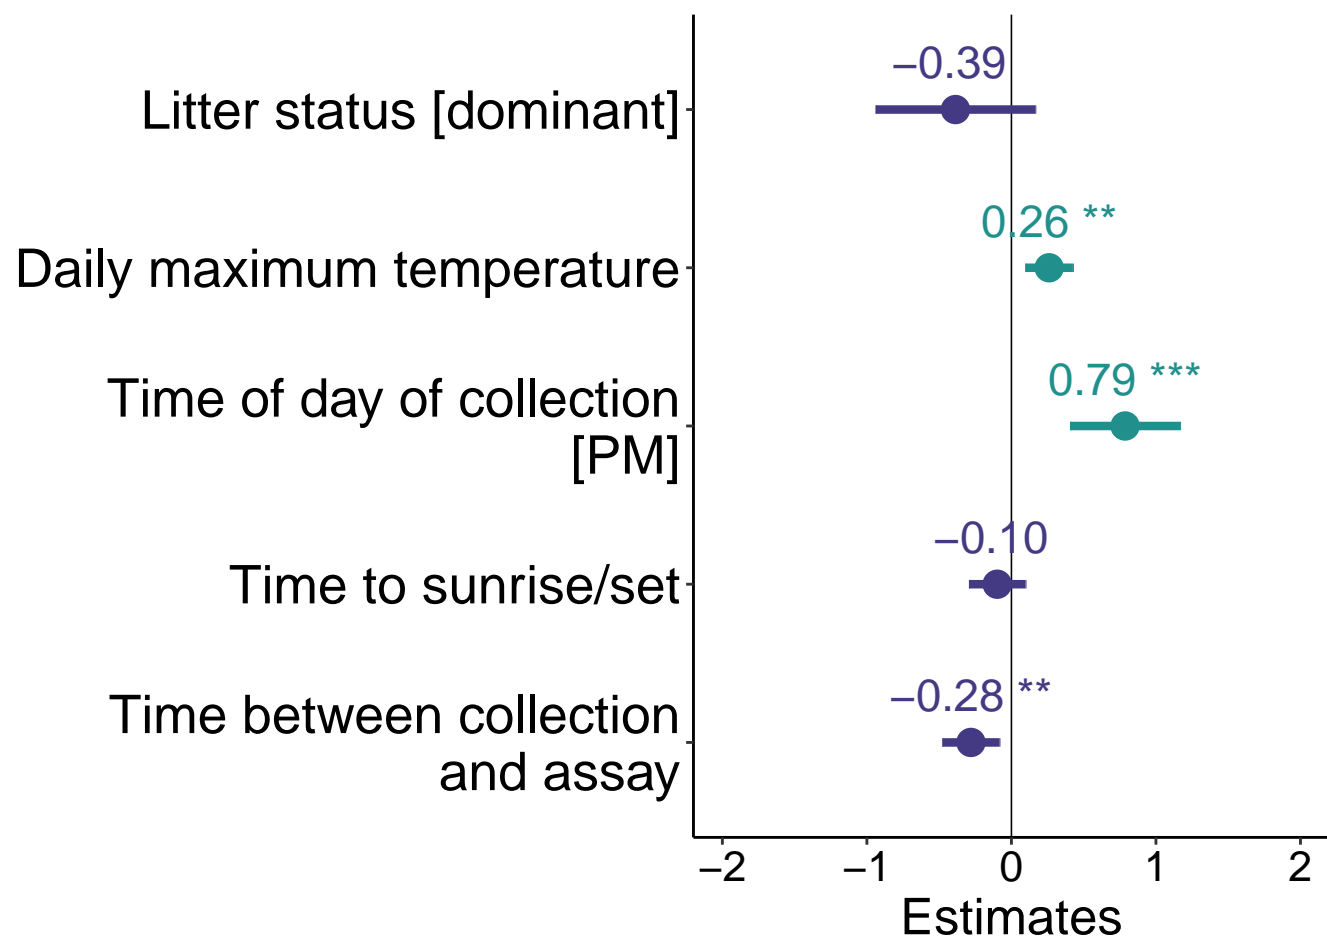 −0.39
Litter status [dominant]
0.26 **
Daily maximum temperature
0.79 ***
Time of day of collection
[PM]
−0.10
Time to sunrise/set
−0.28 **
Time between collection
and assay
−2 −1 0 1 2
Estimates